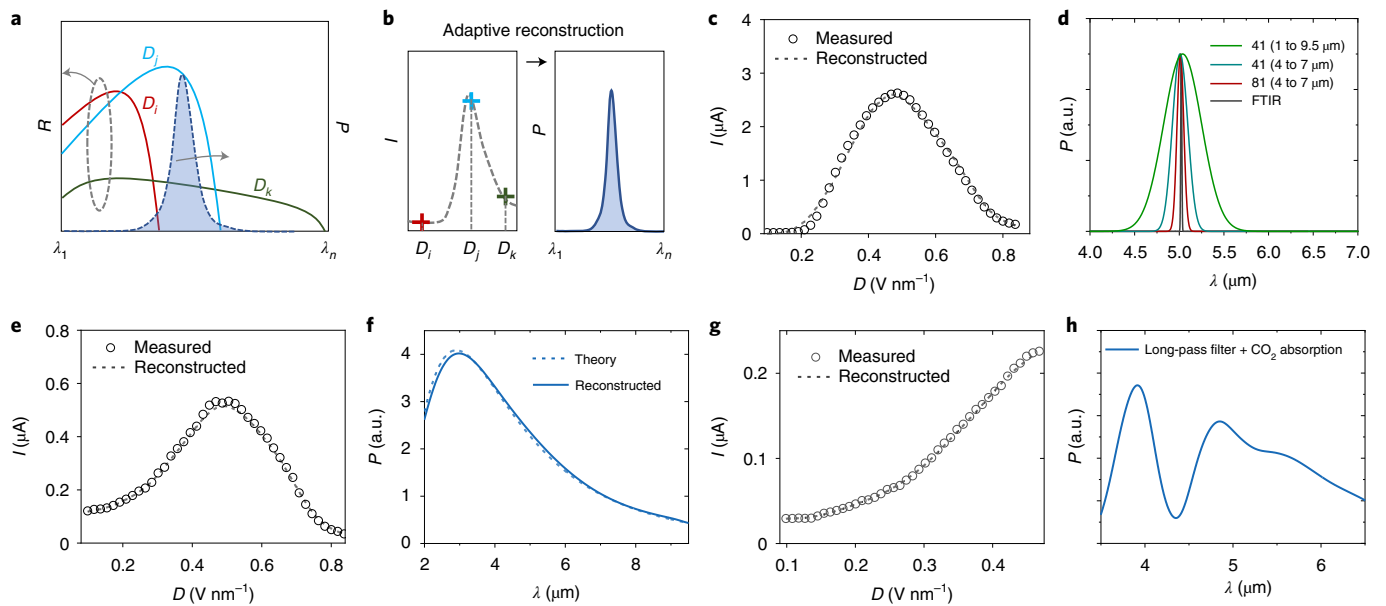 a
R
P
D_i
D_j
D_k
λ_1
λ_n
b
Adaptive reconstruction
I
D_i
D_j
D_k
P
λ_1
λ_n
c
Measured
Reconstructed
I (μA)
4
3
2
1
0
0.2 0.4 0.6 0.8
D (V nm⁻¹)
d
41 (1 to 9.5 μm)
41 (4 to 7 μm)
81 (4 to 7 μm)
FTIR
P (a.u.)
4.0 4.5 5.0 5.5 6.0 6.5 7.0
λ (μm)
e
Measured
Reconstructed
I (μA)
0.8
0.6
0.4
0.2
0
0.2 0.4 0.6 0.8
D (V nm⁻¹)
f
Theory
Reconstructed
P (a.u.)
4
3
2
1
0
2 4 6 8
λ (μm)
g
Measured
Reconstructed
I (μA)
0.2
0.1
0
0.1 0.2 0.3 0.4
D (V nm⁻¹)
h
Long-pass filter + CO₂ absorption
P (a.u.)
4 5 6
λ (μm)